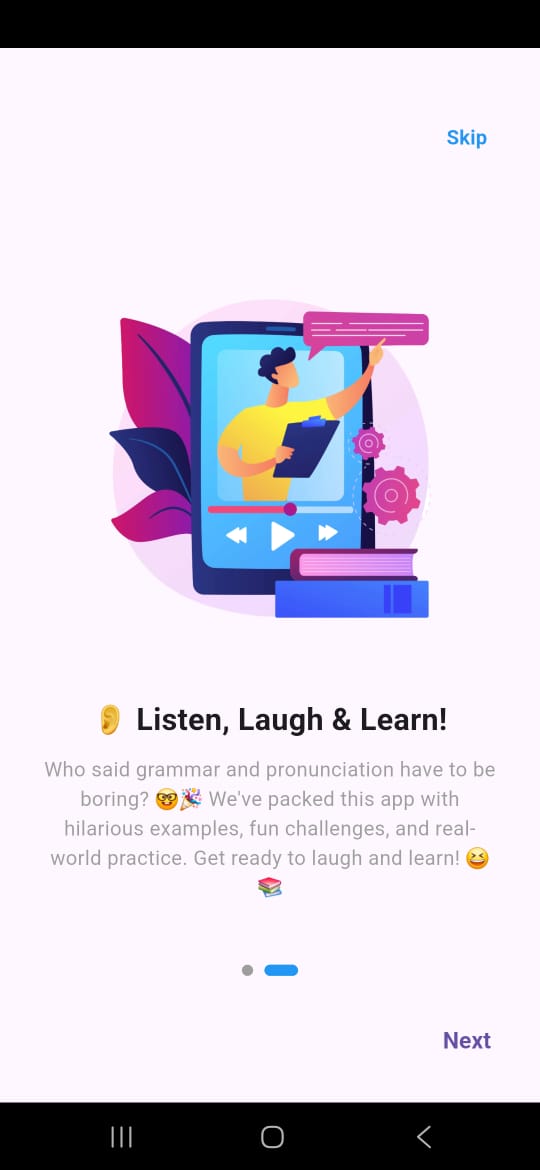 Skip
👂 Listen, Laugh & Learn!
Who said grammar and pronunciation have to be
boring? 🤓🎉 We've packed this app with
hilarious examples, fun challenges, and real-
world practice. Get ready to laugh and learn! 😆
📚
Next